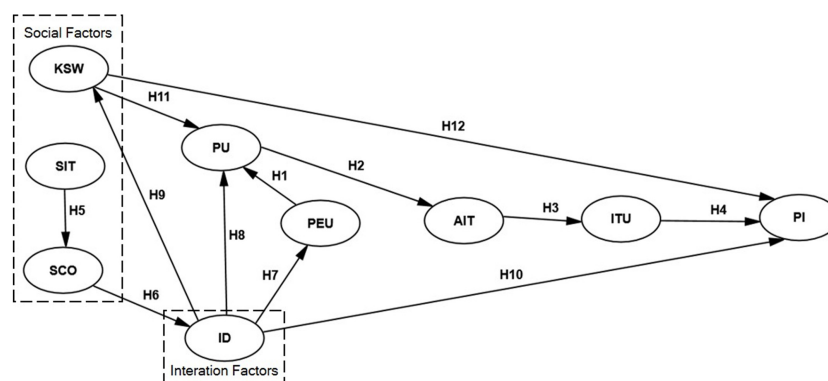 Social Factors
KSW
H11
H12
PU
H2
SIT
H1
H9
H5
H3
H4
PI
AIT
ITU
PEU
H8
SCO
H7
H10
H6
ID
Interation Factors